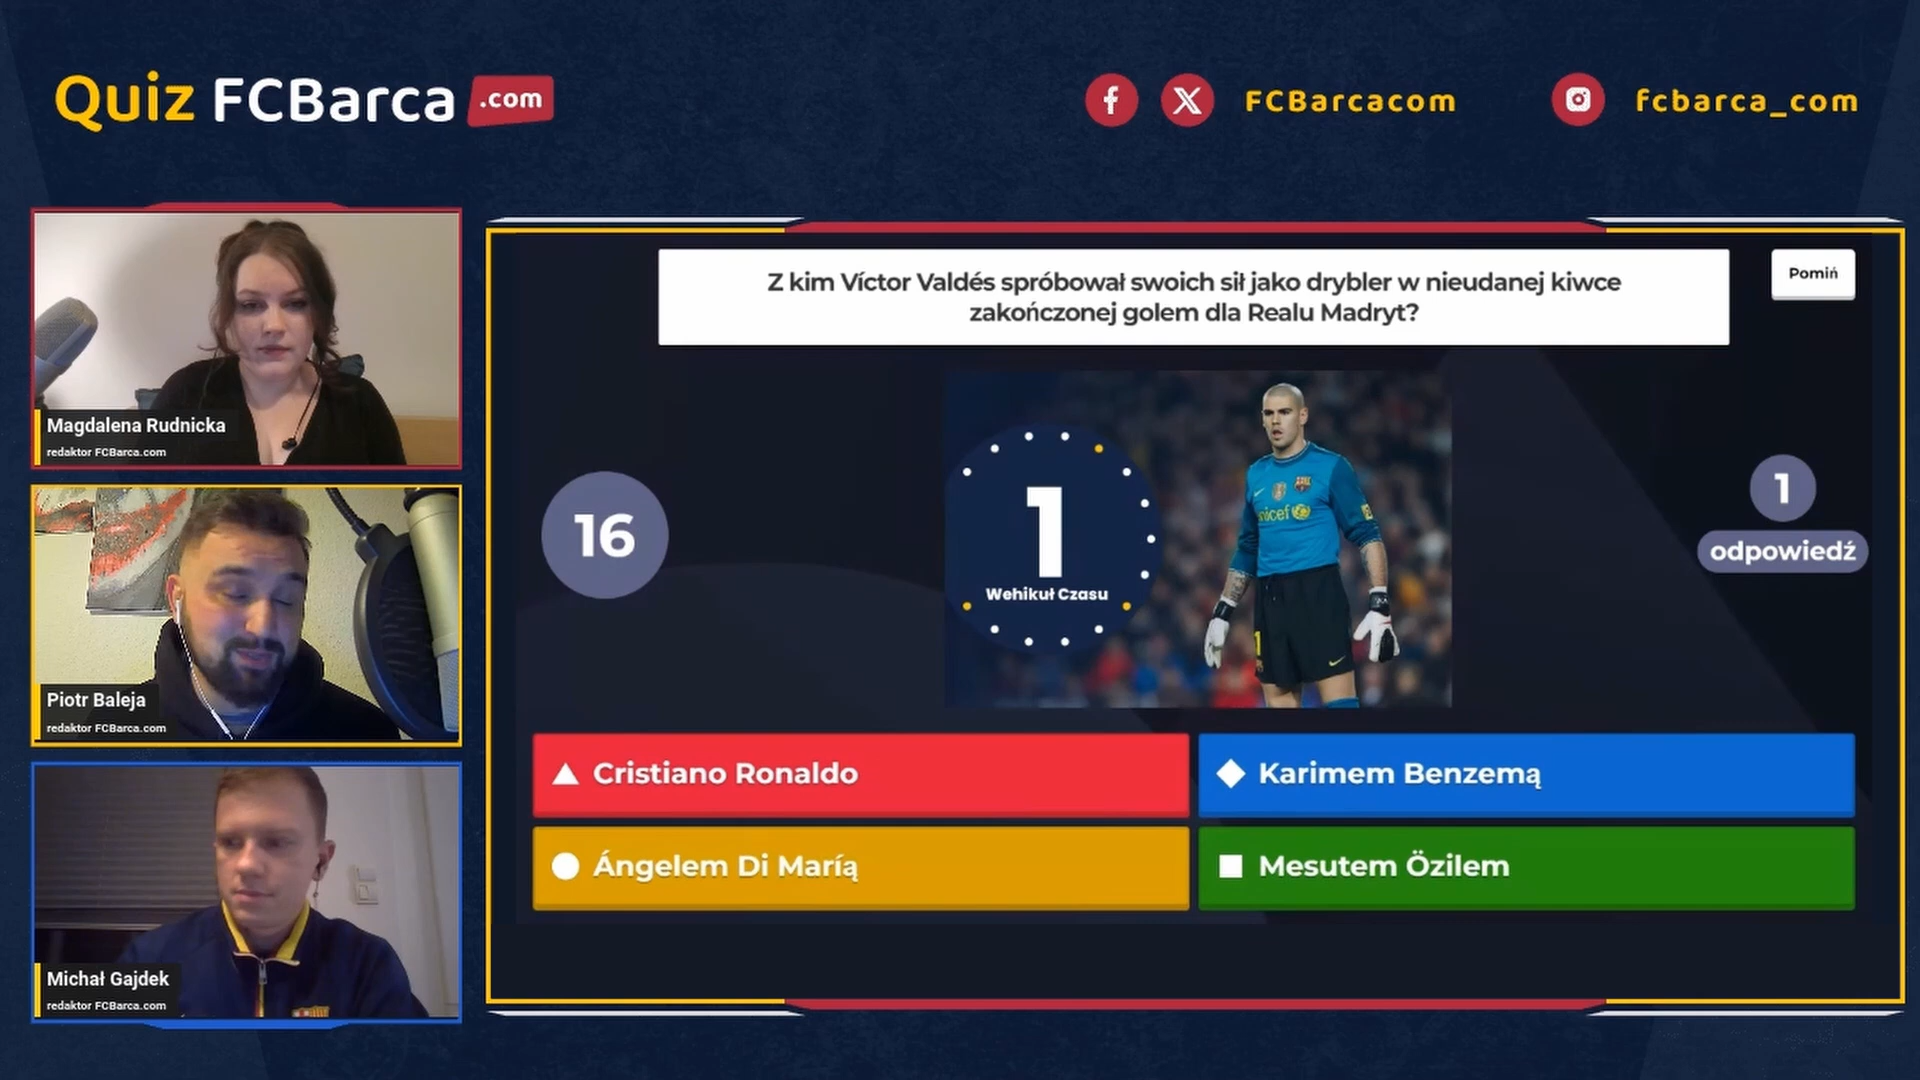 Quiz FCBarca .com
FCBarcacom
fcbarca_com
Magdalena Rudnicka
redaktor FCBarca.com
Piotr Baleja
redaktor FCBarca.com
Michał Gajdek
redaktor FCBarca.com
Z kim Víctor Valdés spróbował swoich sił jako drybler w nieudanej kiwce
zakończonej golem dla Realu Madryt?
Pomiń
16
1
Wehikuł Czasu
unicef
1
odpowiedź
Cristiano Ronaldo
Karimem Benzemą
Ángelem Di Maríą
Mesutem Özilem